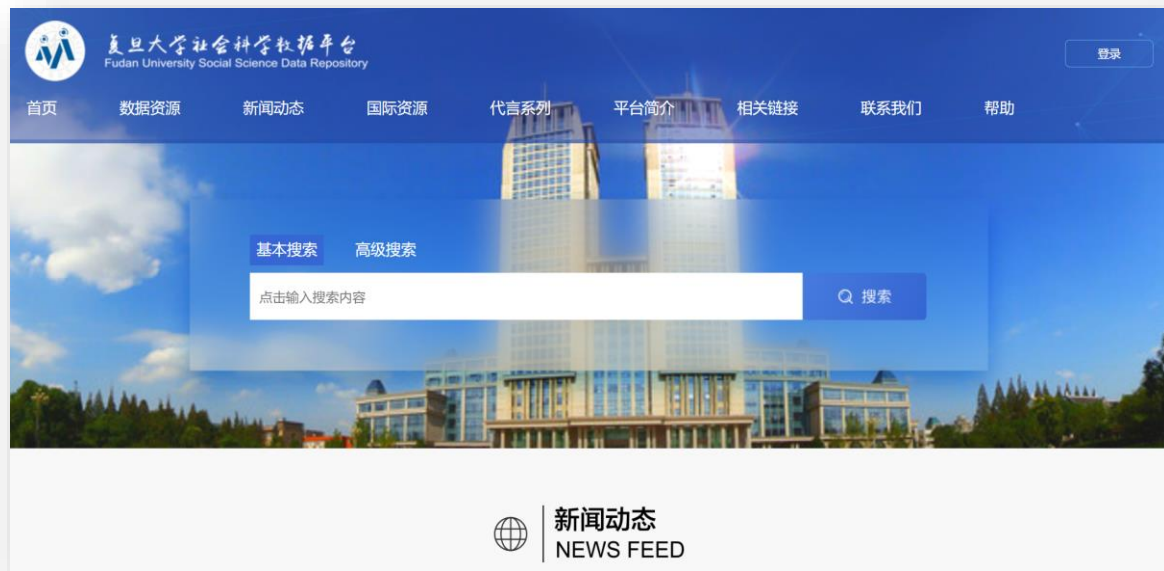 复旦大学社会科学数据平台
Fudan University Social Science Data Repository
登录
首页 数据资源 新闻动态 国际资源 代言系列 平台简介 相关链接 联系我们 帮助
基本搜索 高级搜索
点击输入搜索内容 搜索
新闻动态
NEWS FEED